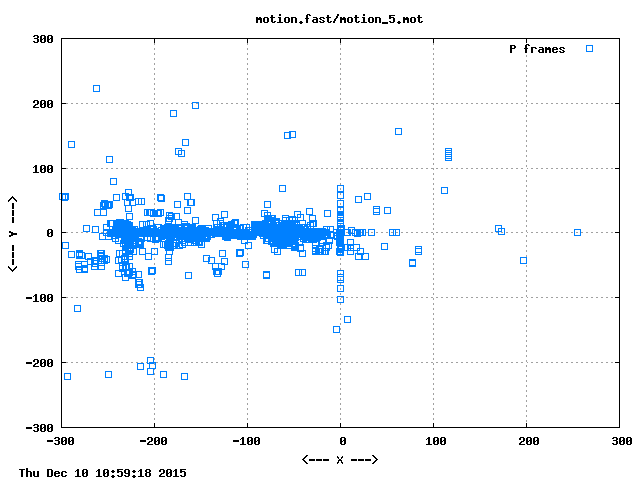 motion.fast/motion_5.mot
P frames
300
200
100
0
-100
-200
-300
-300 -200 -100 0 100 200 300
<--- Y --->
<--- X --->
Thu Dec 10 10:59:18 2015